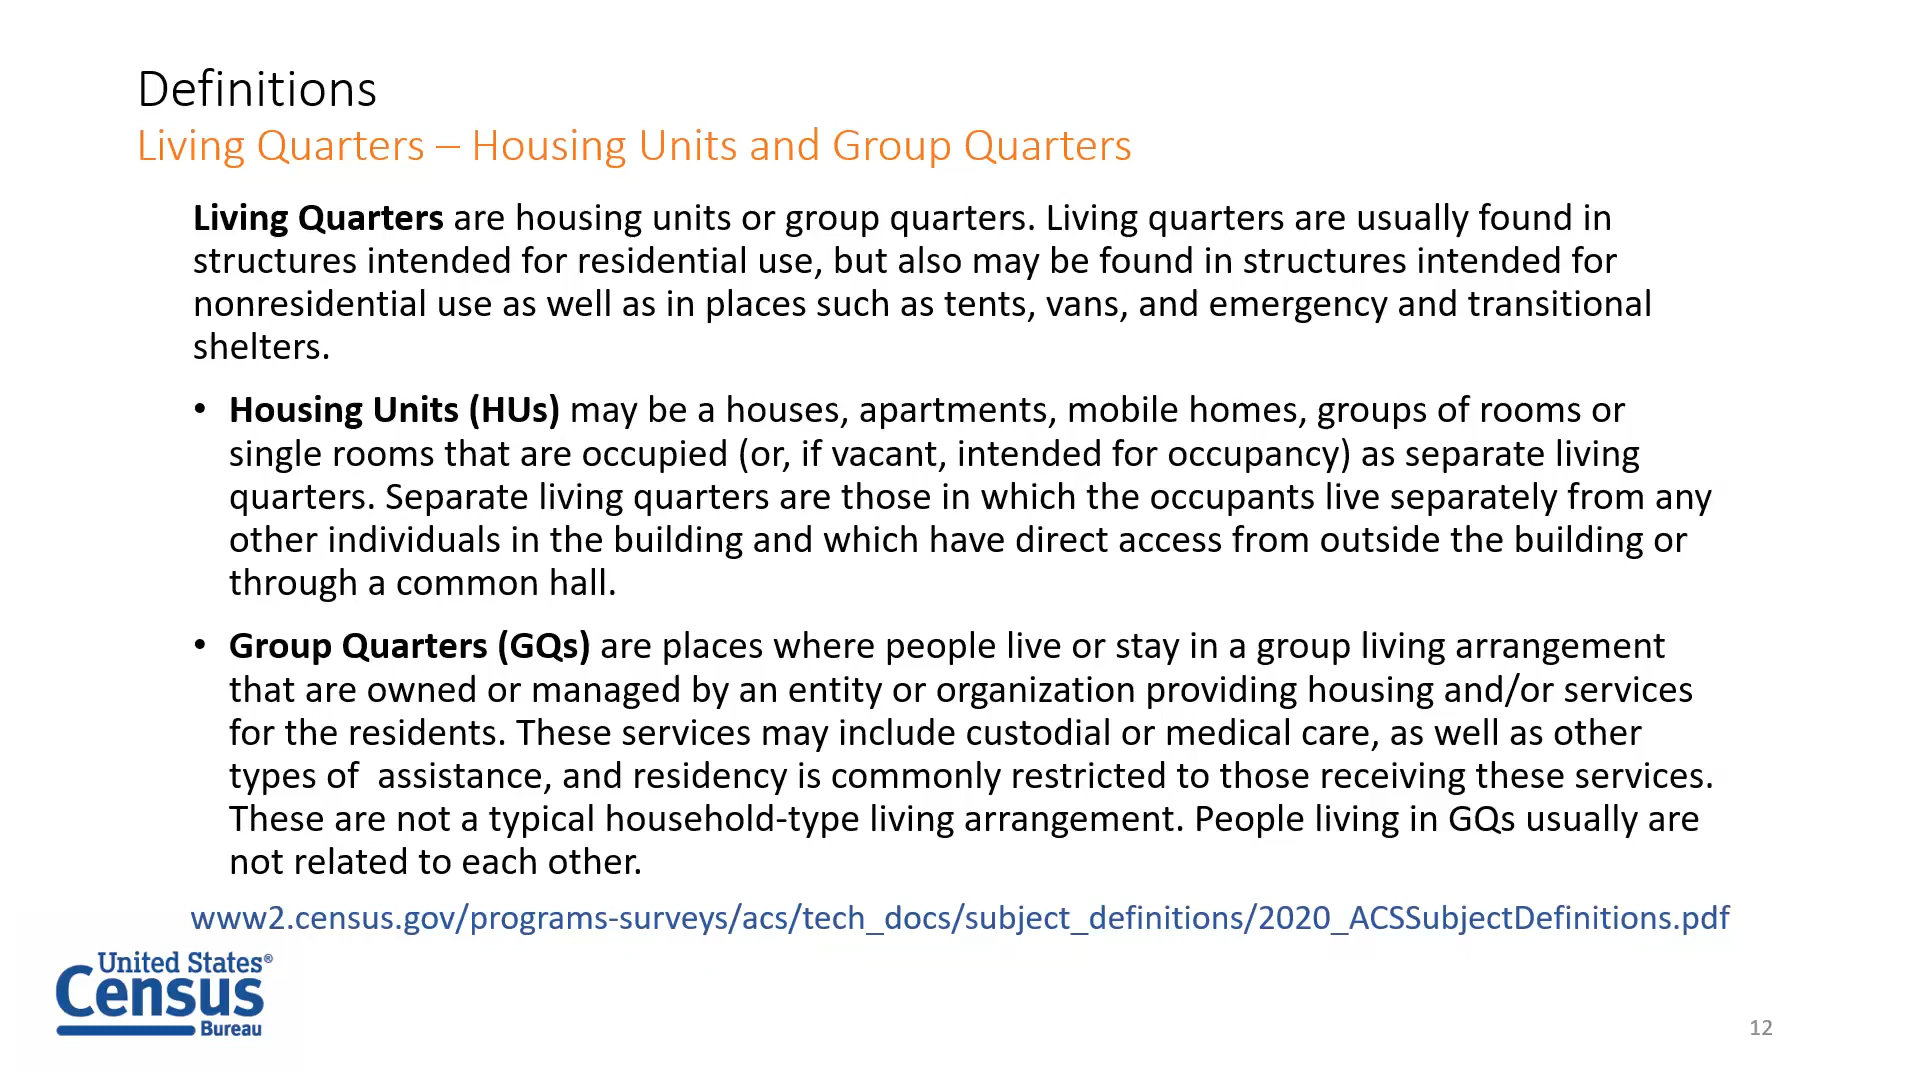 Definitions
Living Quarters – Housing Units and Group Quarters
Living Quarters are housing units or group quarters. Living quarters are usually found in
structures intended for residential use, but also may be found in structures intended for
nonresidential use as well as in places such as tents, vans, and emergency and transitional
shelters.
• Housing Units (HUs) may be a houses, apartments, mobile homes, groups of rooms or
single rooms that are occupied (or, if vacant, intended for occupancy) as separate living
quarters. Separate living quarters are those in which the occupants live separately from any
other individuals in the building and which have direct access from outside the building or
through a common hall.
• Group Quarters (GQs) are places where people live or stay in a group living arrangement
that are owned or managed by an entity or organization providing housing and/or services
for the residents. These services may include custodial or medical care, as well as other
types of  assistance, and residency is commonly restricted to those receiving these services.
These are not a typical household-type living arrangement. People living in GQs usually are
not related to each other.
www2.census.gov/programs-surveys/acs/tech_docs/subject_definitions/2020_ACSSubjectDefinitions.pdf
United States®
Census
Bureau
12